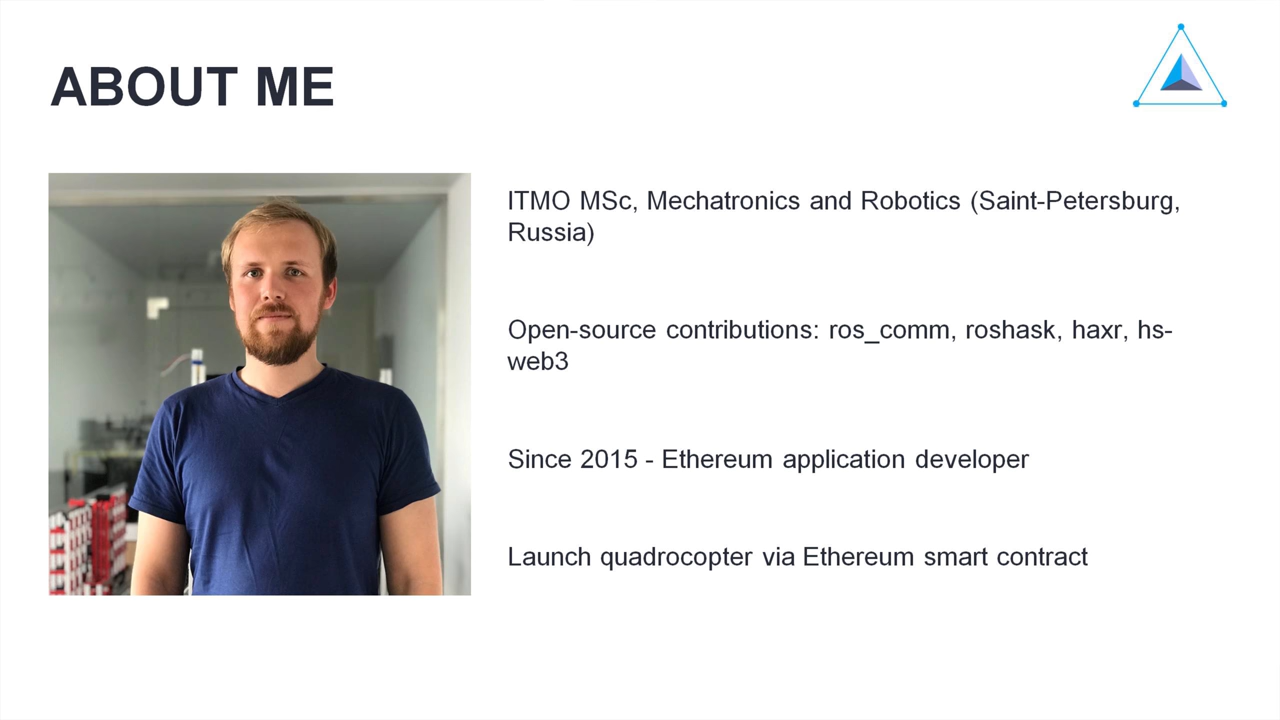 ABOUT ME
ITMO MSc, Mechatronics and Robotics (Saint-Petersburg,
Russia)
Open-source contributions: ros_comm, roshask, haxr, hs-
web3
Since 2015 - Ethereum application developer
Launch quadrocopter via Ethereum smart contract